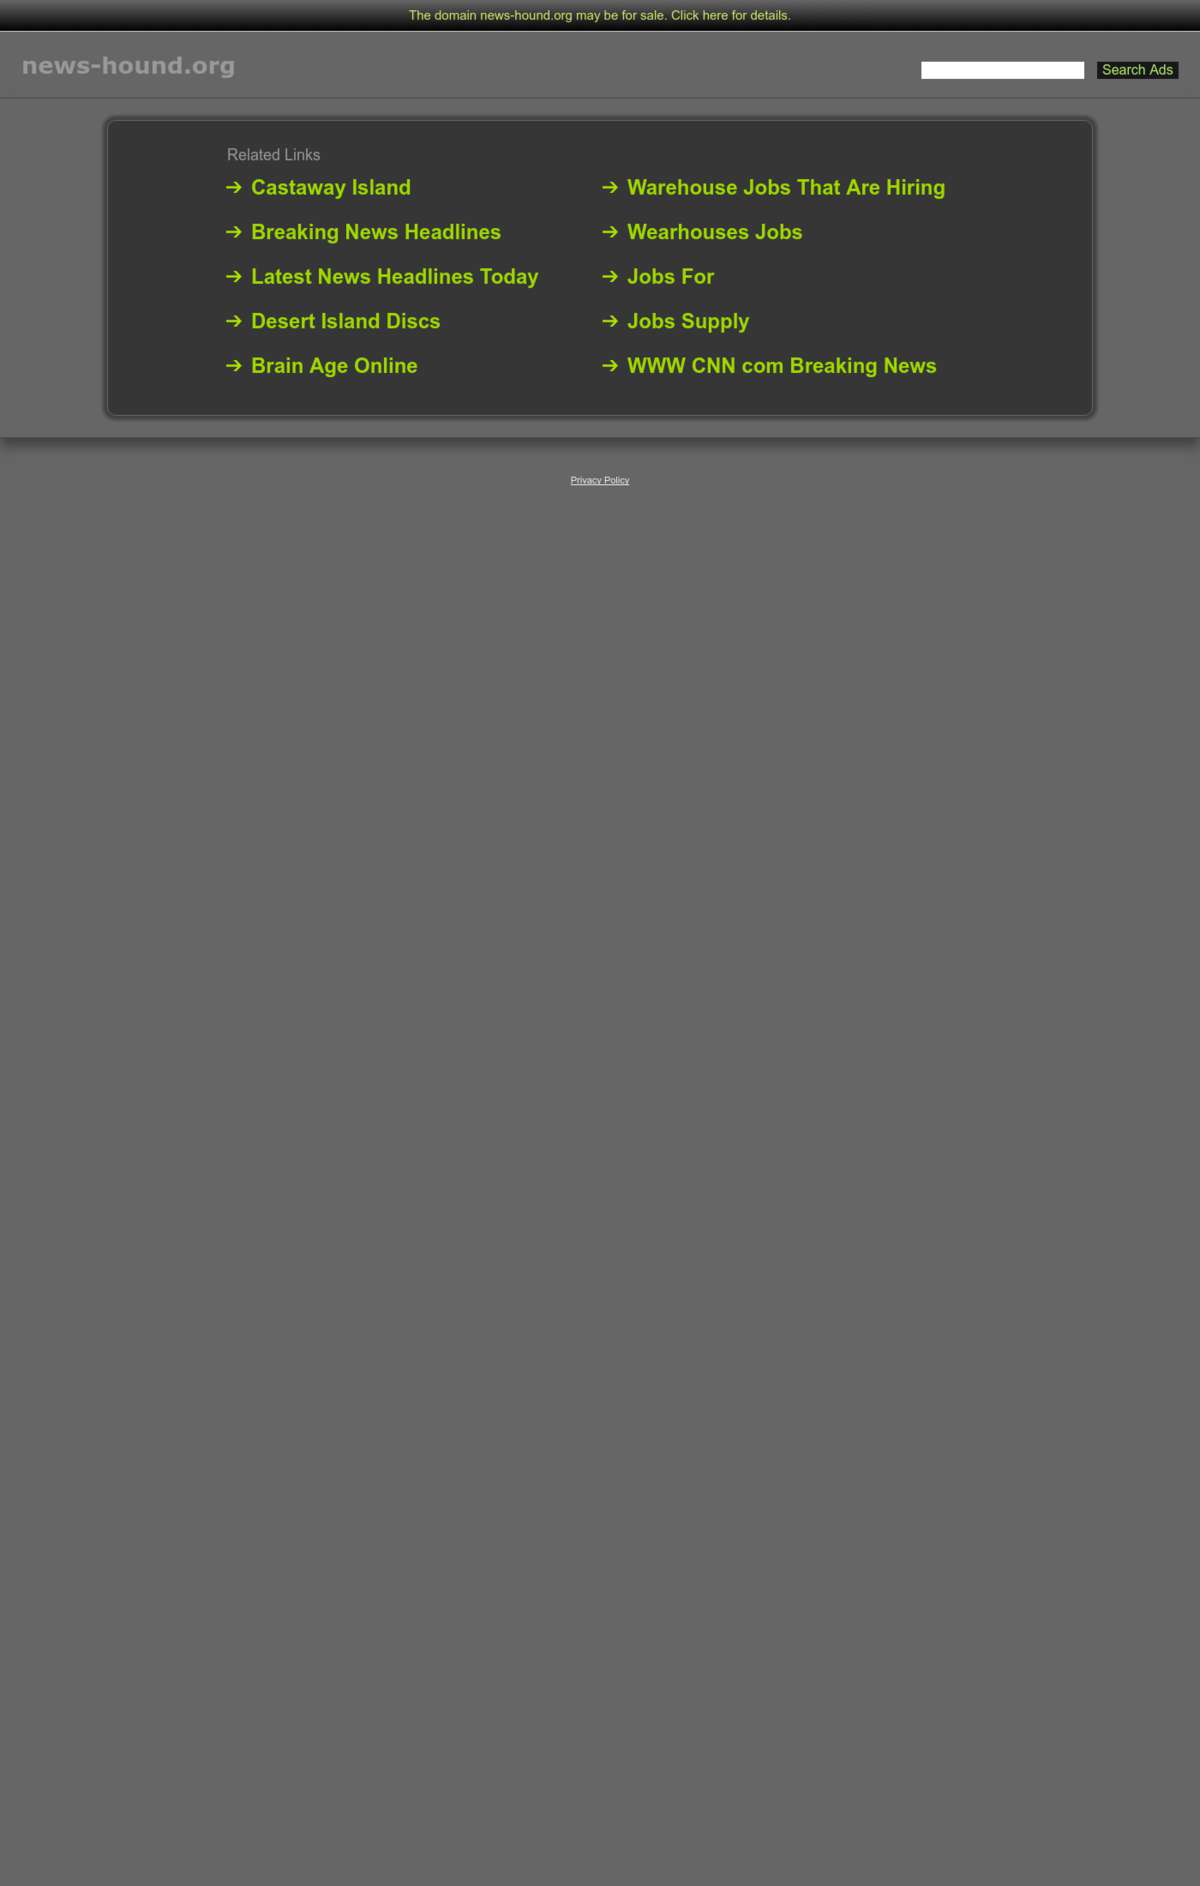 The domain news-hound.org may be for sale. Click here for details.
news-hound.org
Search Ads
Related Links
Castaway Island
Breaking News Headlines
Latest News Headlines Today
Desert Island Discs
Brain Age Online
Warehouse Jobs That Are Hiring
Wearhouses Jobs
Jobs For
Jobs Supply
WWW CNN com Breaking News
Privacy Policy